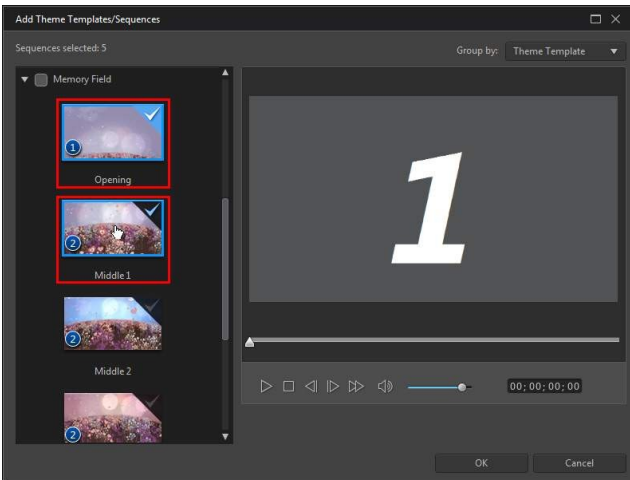 Add Theme Templates/Sequences
Sequences selected: 5
Group by: Theme Template
Memory Field
1
Opening
2
Middle 1
2
Middle 2
2
1
00;00;00;00
OK
Cancel